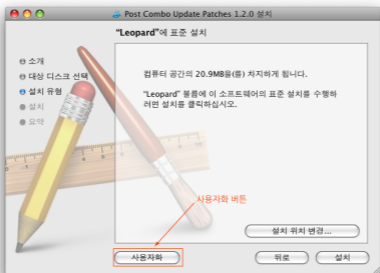 Post Combo Update Patches 1.2.0 설치
“Leopard”에 표준 설치
소개
대상 디스크 선택
설치 유형
설치
요약
컴퓨터 공간의 20.9MB을(를) 차지하게 됩니다.
“Leopard” 볼륨에 이 소프트웨어의 표준 설치를 수행하
려면 설치를 클릭하십시오.
사용자화 버튼
설치 위치 변경...
사용자화
뒤로
설치